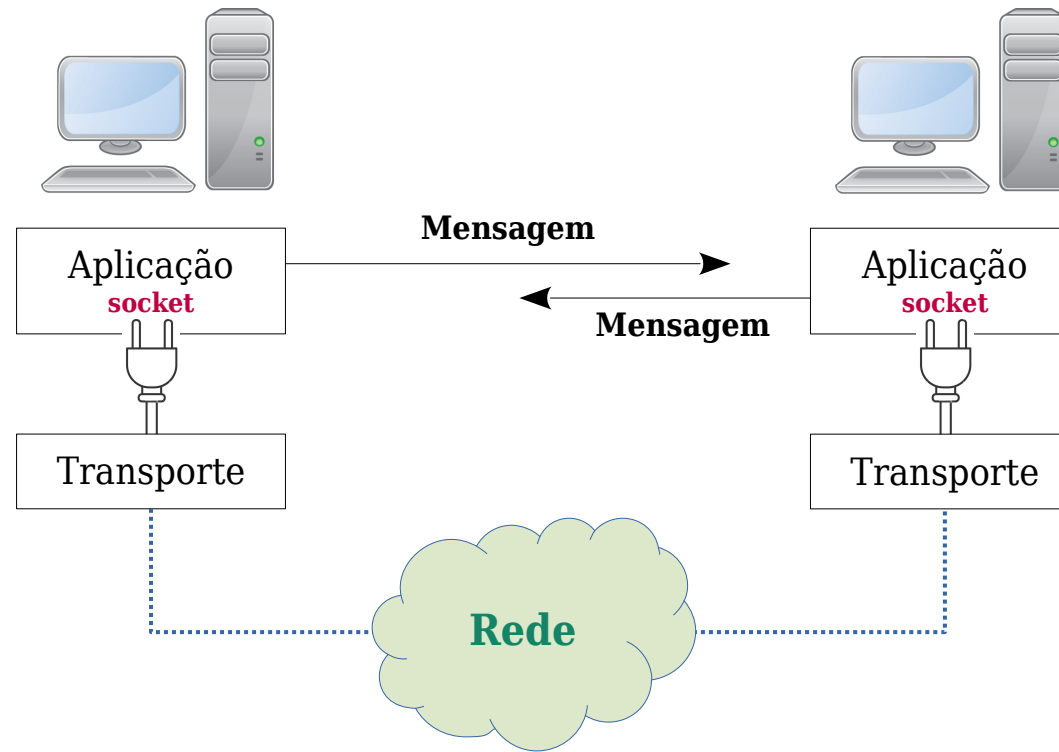 Mensagem
Aplicação
socket
Aplicação
socket
Mensagem
Transporte
Transporte
Rede